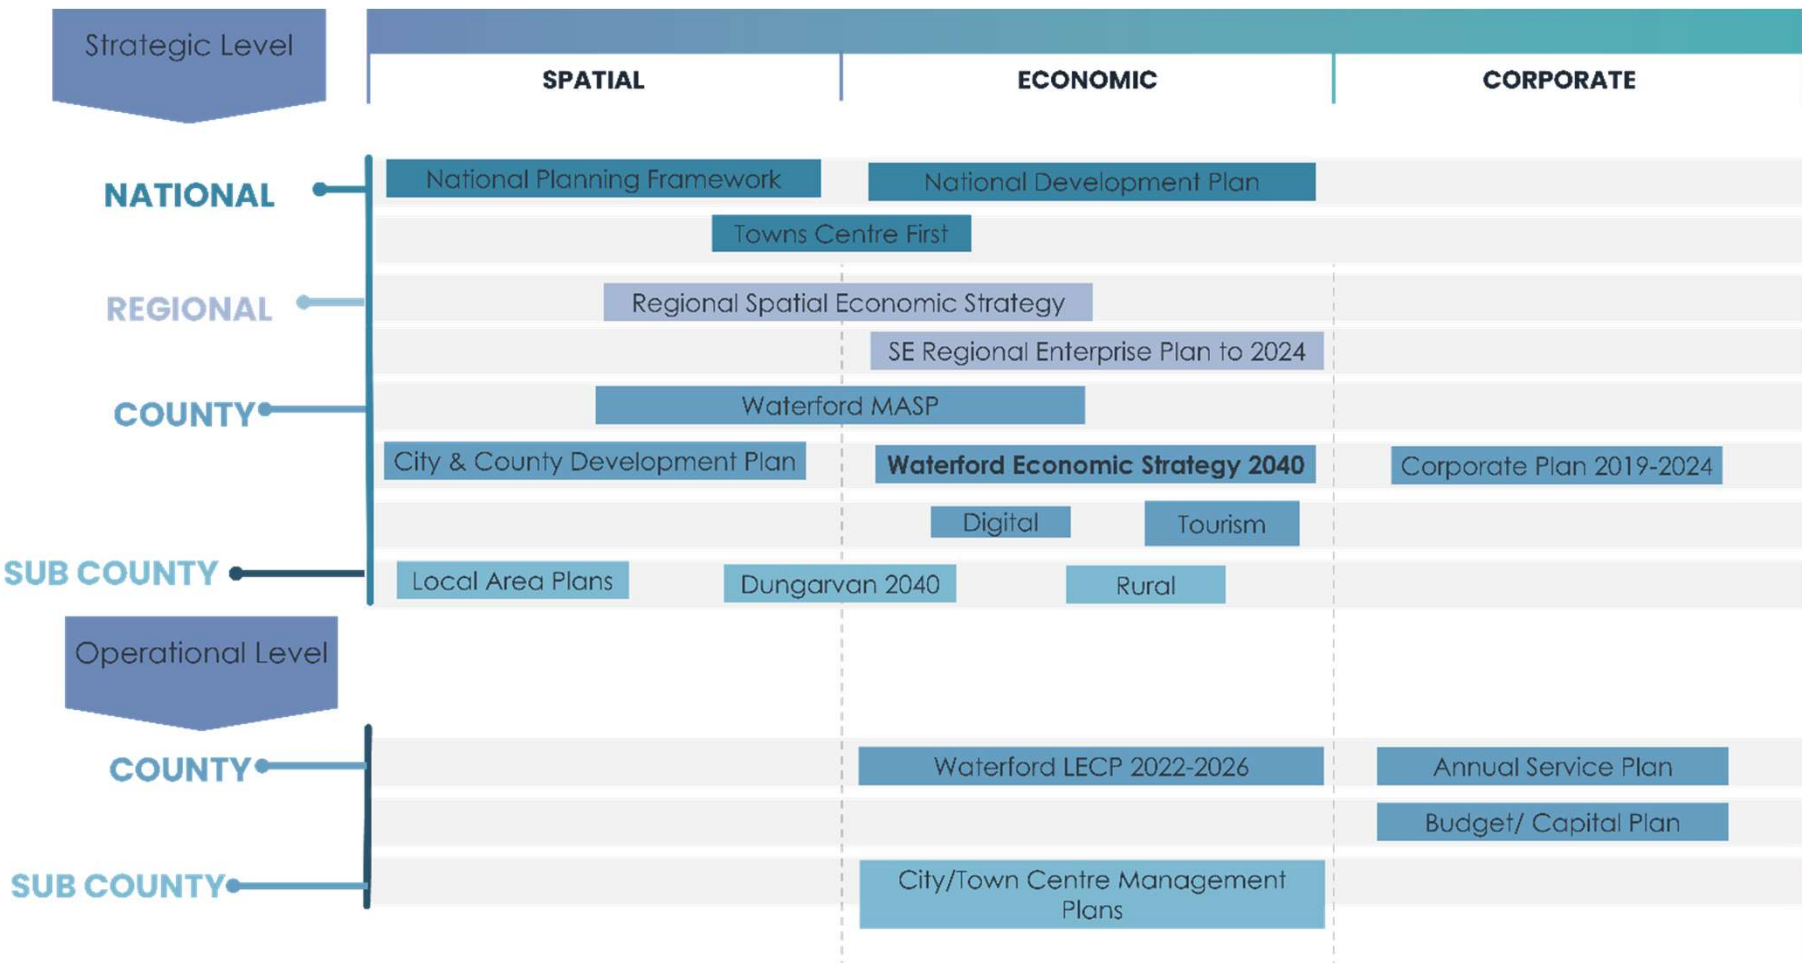 Strategic Level
SPATIAL
ECONOMIC
CORPORATE
NATIONAL
National Planning Framework
National Development Plan
Towns Centre First
REGIONAL
Regional Spatial Economic Strategy
SE Regional Enterprise Plan to 2024
COUNTY
Waterford MASP
City & County Development Plan
Waterford Economic Strategy 2040
Corporate Plan 2019-2024
Digital
Tourism
SUB COUNTY
Local Area Plans
Dungarvan 2040
Rural
Operational Level
COUNTY
Waterford LECP 2022-2026
Annual Service Plan
Budget/ Capital Plan
SUB COUNTY
City/Town Centre Management
Plans